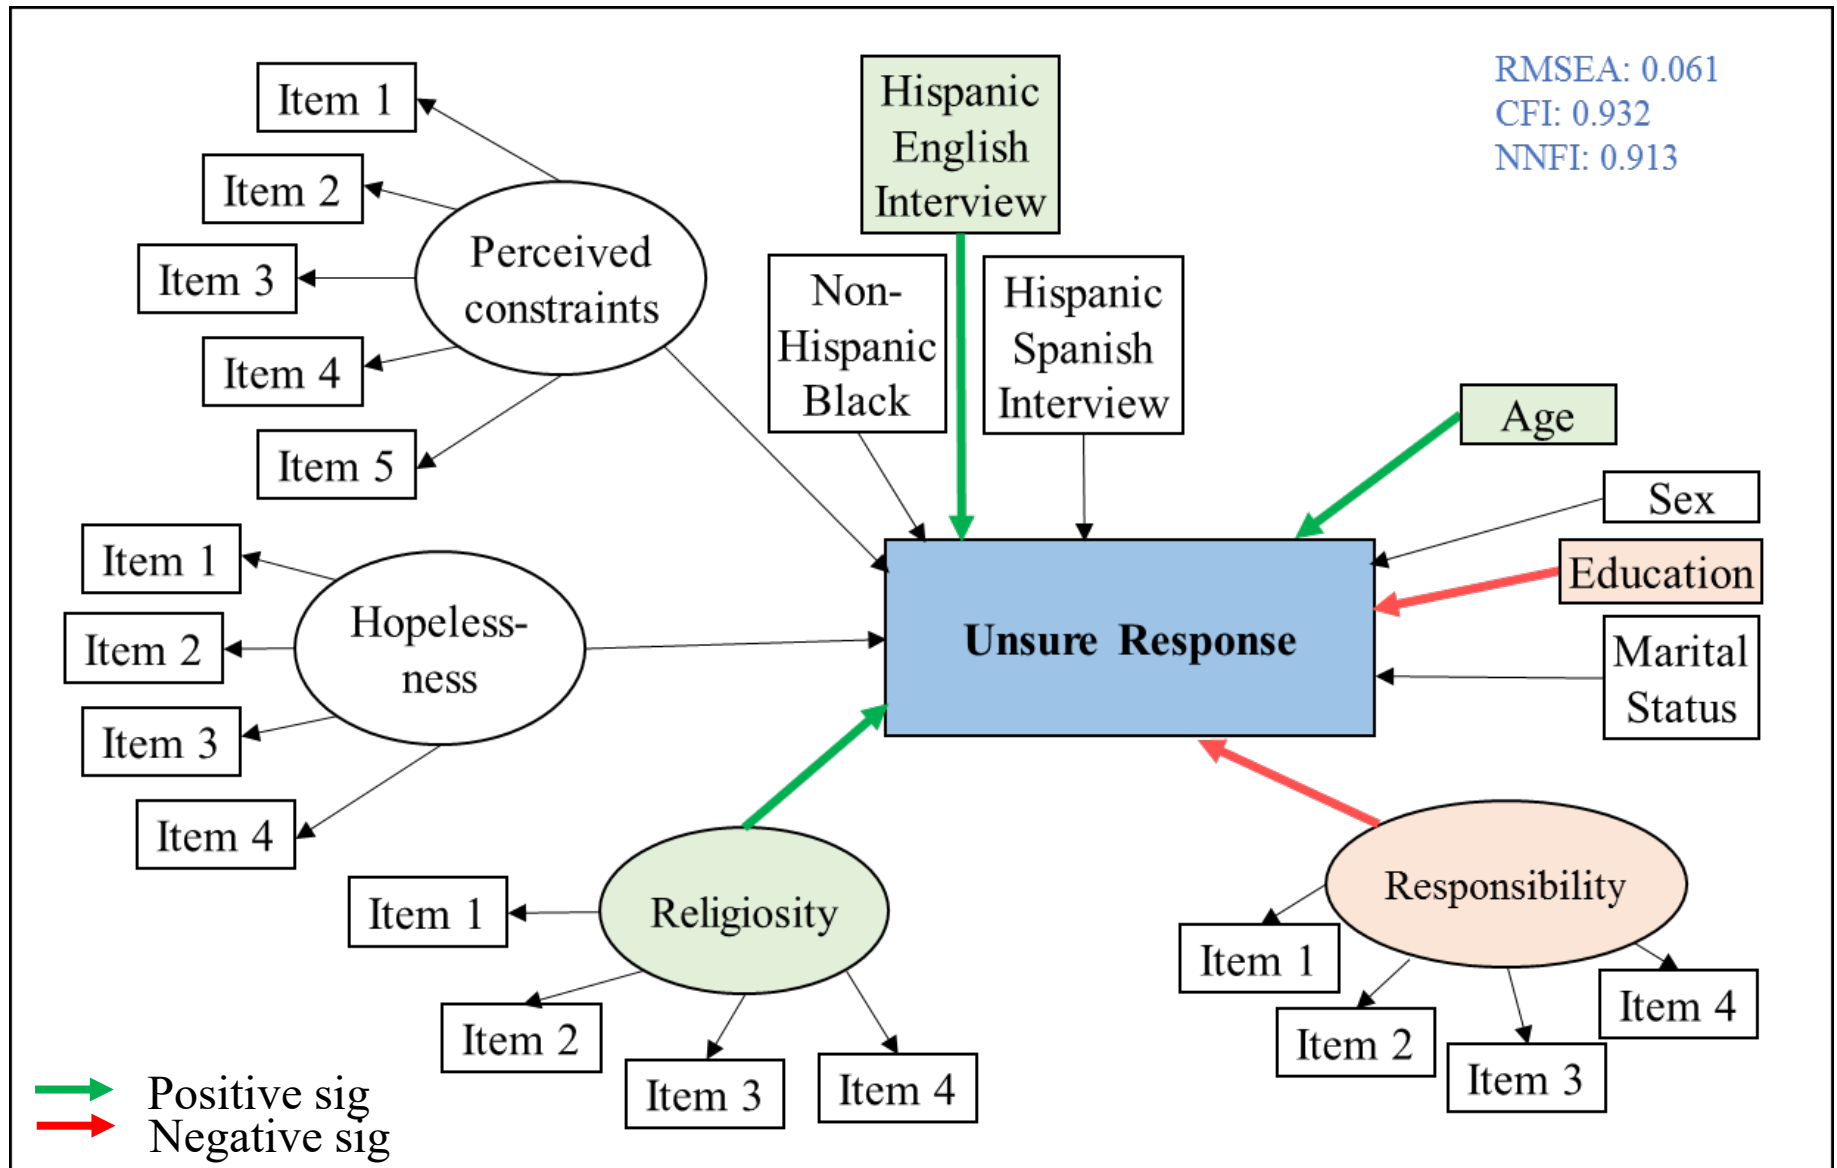 Item 1
Item 2
Item 3
Item 4
Item 5
Perceived
constraints
Hispanic
English
Interview
Non-
Hispanic
Black
Hispanic
Spanish
Interview
RMSEA: 0.061
CFI: 0.932
NNFI: 0.913
Age
Sex
Education
Marital
Status
Unsure Response
Item 1
Item 2
Item 3
Item 4
Hopeless-
ness
Religiosity
Item 1
Item 2
Item 3
Item 4
Responsibility
Item 1
Item 2
Item 3
Item 4
Positive sig
Negative sig